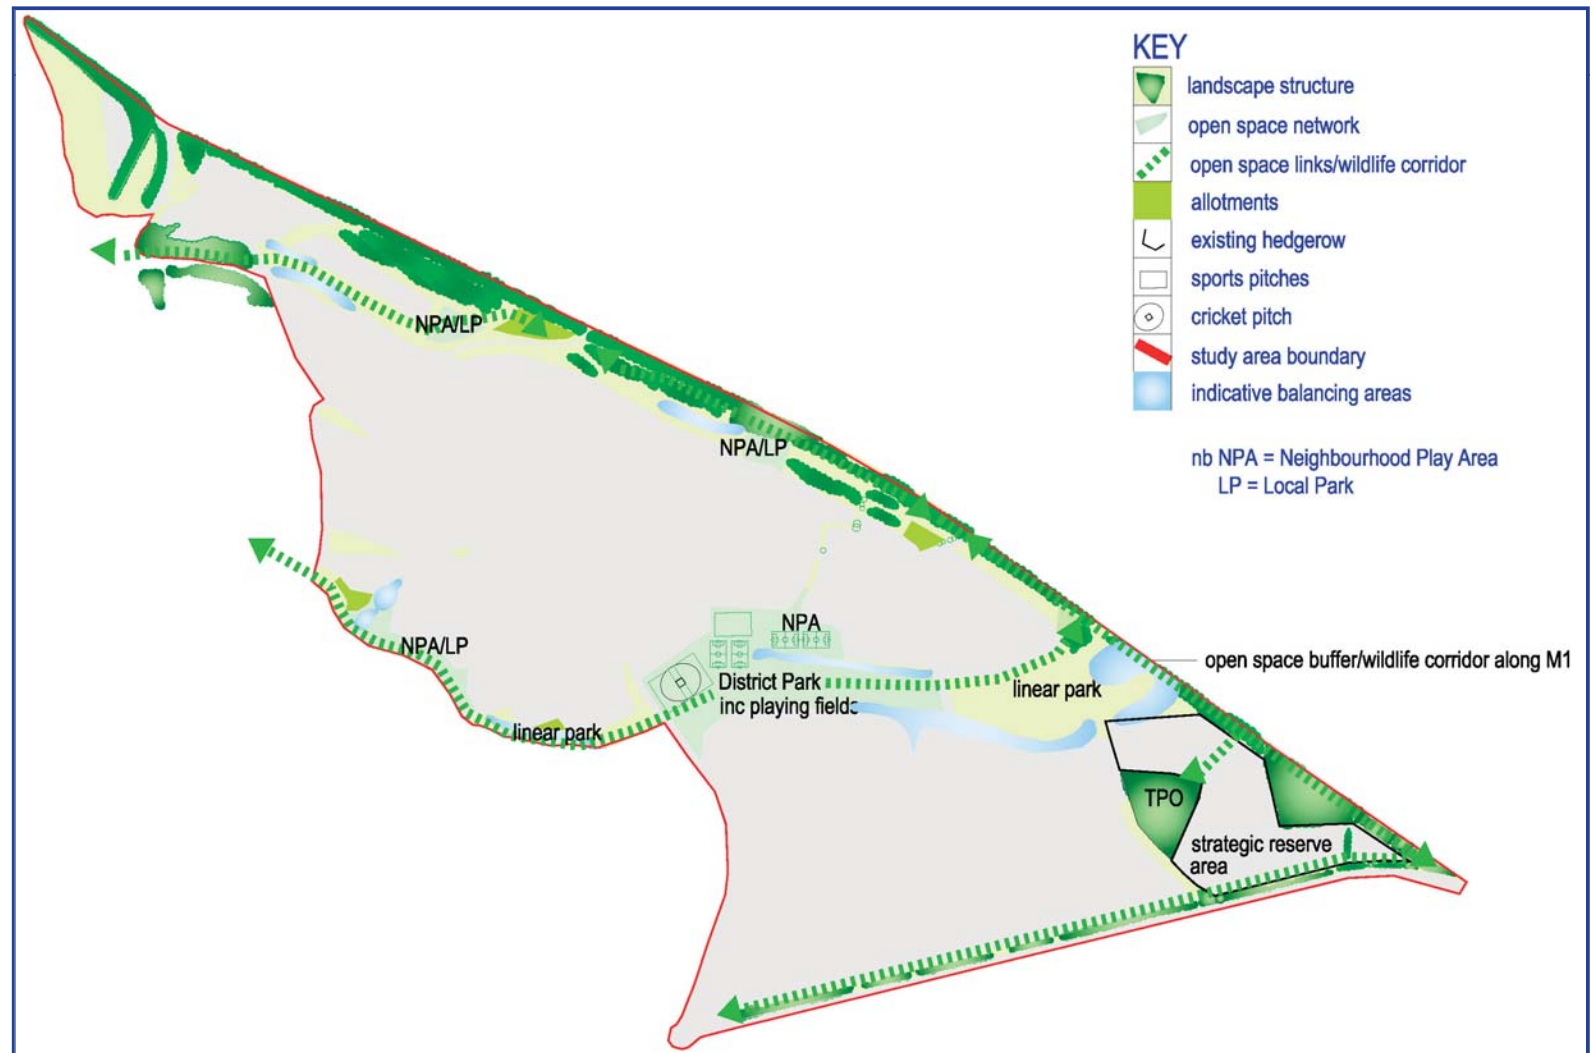 KEY
landscape structure
open space network
open space links/wildlife corridor
allotments
existing hedgerow
sports pitches
cricket pitch
study area boundary
indicative balancing areas
nb NPA = Neighbourhood Play Area
LP = Local Park
NPA/LP
NPA/LP
NPA
NPA/LP
District Park
inc playing fields
linear park
linear park
open space buffer/wildlife corridor along M1
TPO
strategic reserve
area